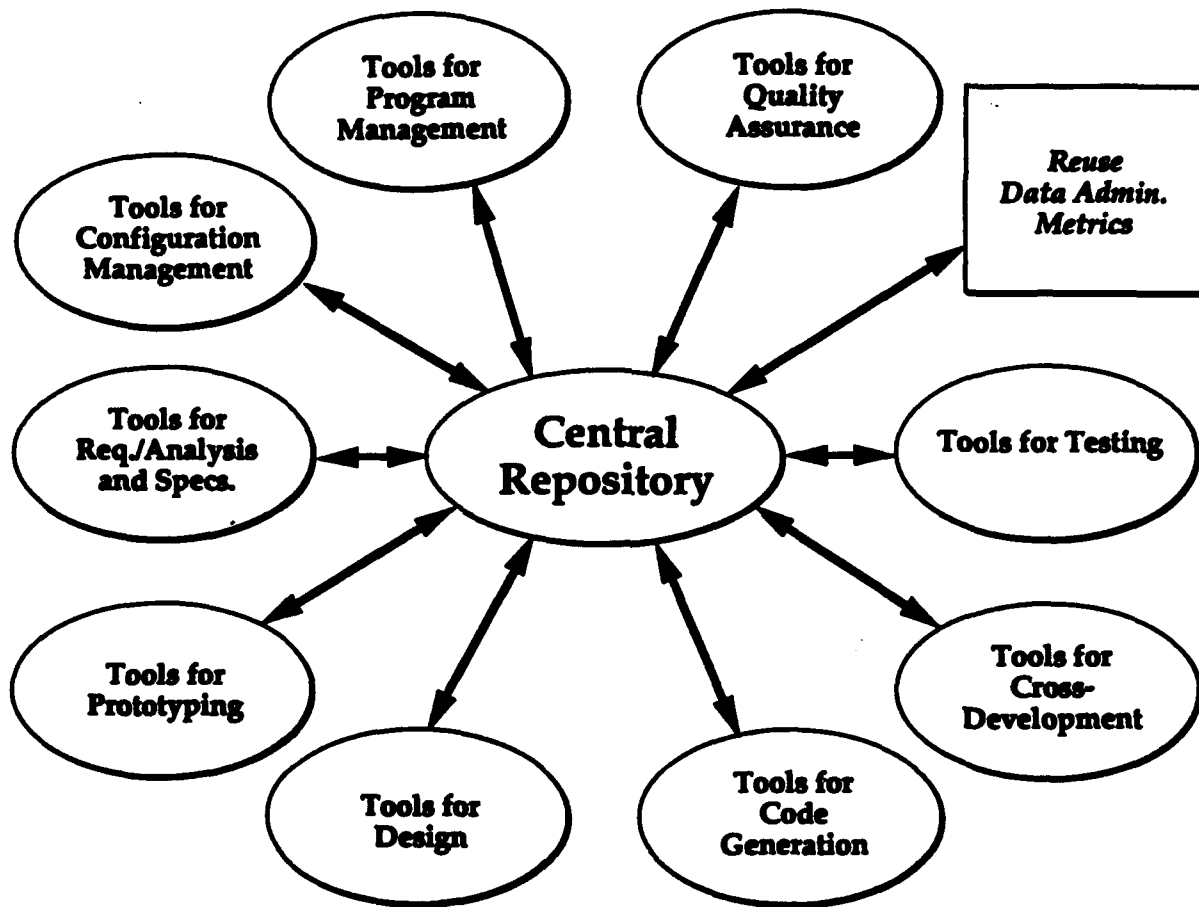 Tools for
Program
Management
Tools for
Quality
Assurance
Reuse
Data Admin.
Metrics
Tools for
Configuration
Management
Tools for
Req./Analysis
and Specs.
Central
Repository
Tools for Testing
Tools for
Prototyping
Tools for
Cross-
Development
Tools for
Design
Tools for
Code
Generation